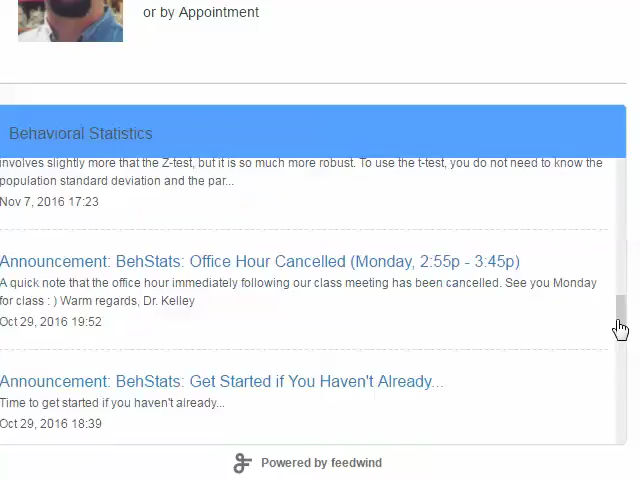 or by Appointment
Behavioral Statistics
involves slightly more that the Z-test, but it is so much more robust. To use the t-test, you do not need to know the
population standard deviation and the par...
Nov 7, 2016 17:23
Announcement: BehStats: Office Hour Cancelled (Monday, 2:55p - 3:45p)
A quick note that the office hour immediately following our class meeting has been cancelled. See you Monday
for class : ) Warm regards, Dr. Kelley
Oct 29, 2016 19:52
Announcement: BehStats: Get Started if You Haven't Already...
Time to get started if you haven't already...
Oct 29, 2016 18:39
Powered by feedwind